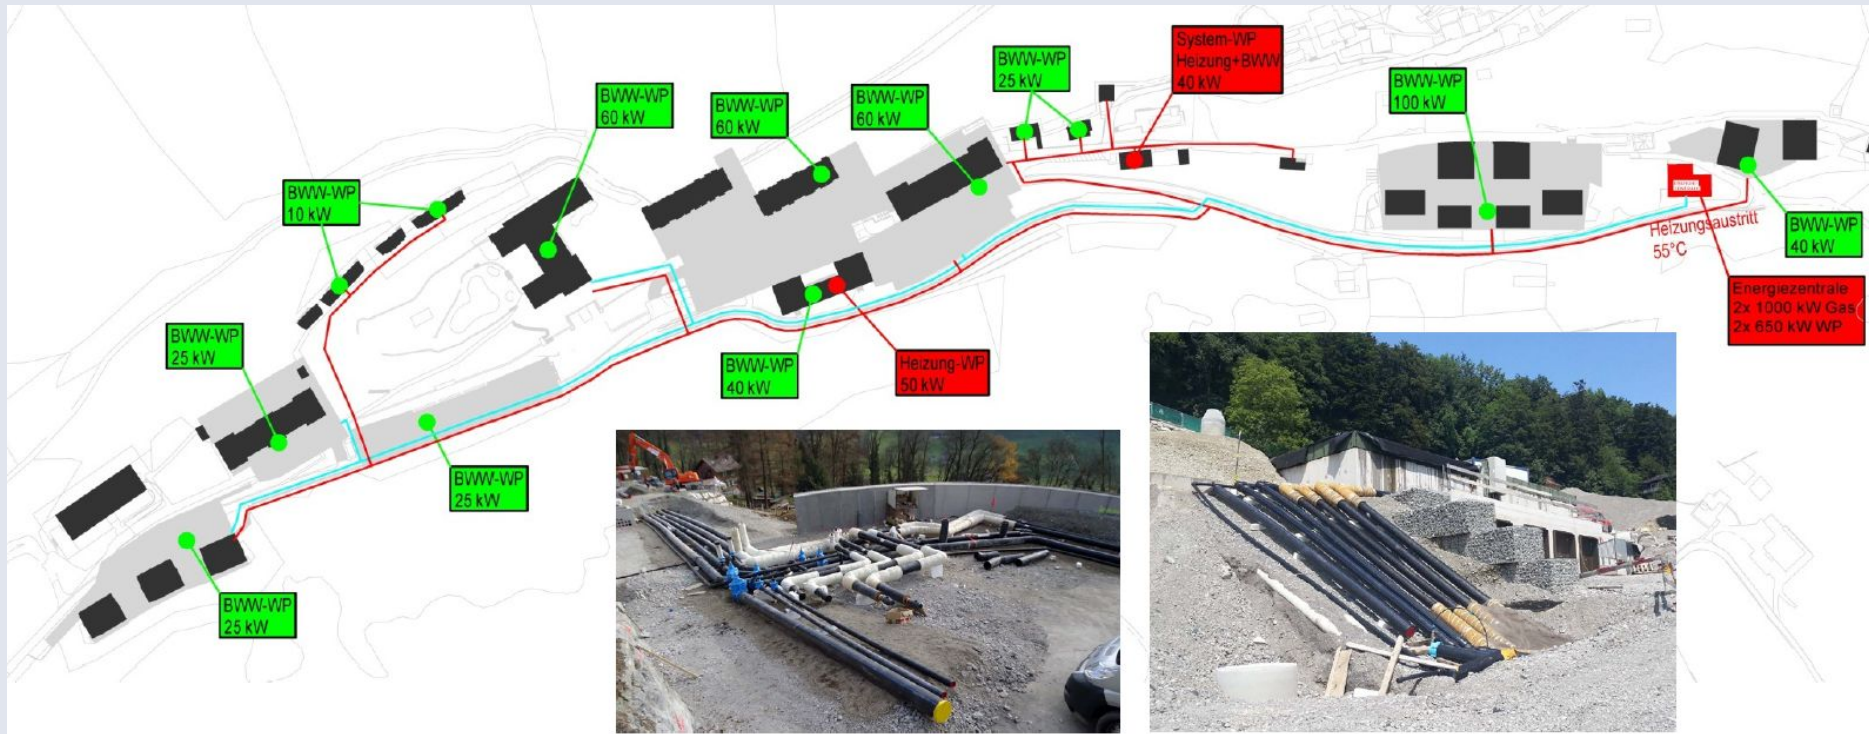 System-WP
Heizung+BWW
40 kW
BWW-WP
25 kW
BWW-WP
60 kW
BWW-WP
60 kW
BWW-WP
60 kW
BWW-WP
100 kW
BWW-WP
10 kW
Heizungsaustritt
55°C
BWW-WP
40 kW
Energiezentrale
2x 1000 kW Gas
2x 650 kW WP
BWW-WP
25 kW
BWW-WP
40 kW
Heizung-WP
50 kW
BWW-WP
25 kW
BWW-WP
25 kW